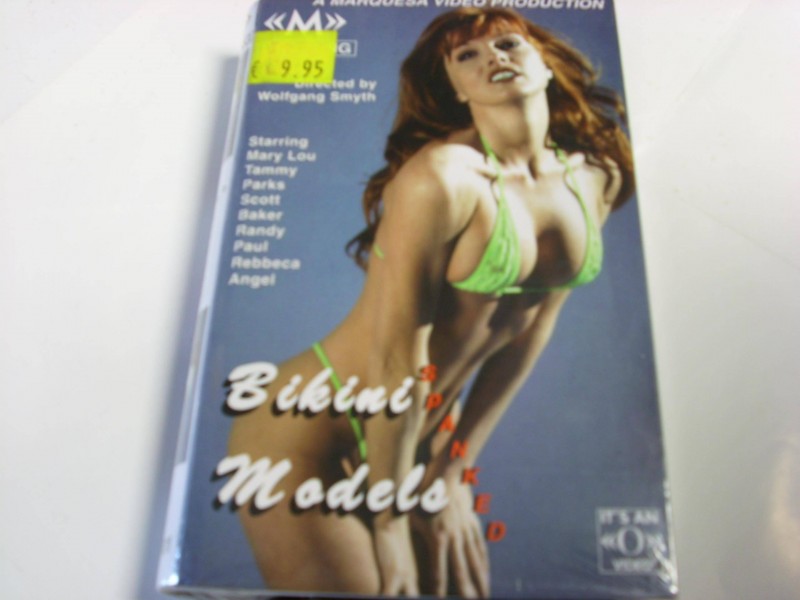 A MARQUESA VIDEO PRODUCTION
«M»
9.95
Directed by
Wolfgang Smyth
Starring
Mary Lou
Tammy
Parks
Scott
Baker
Randy
Paul
Rebbeca
Angel
Bikini
SPANKED
Models
IT'S AN
VIDEO